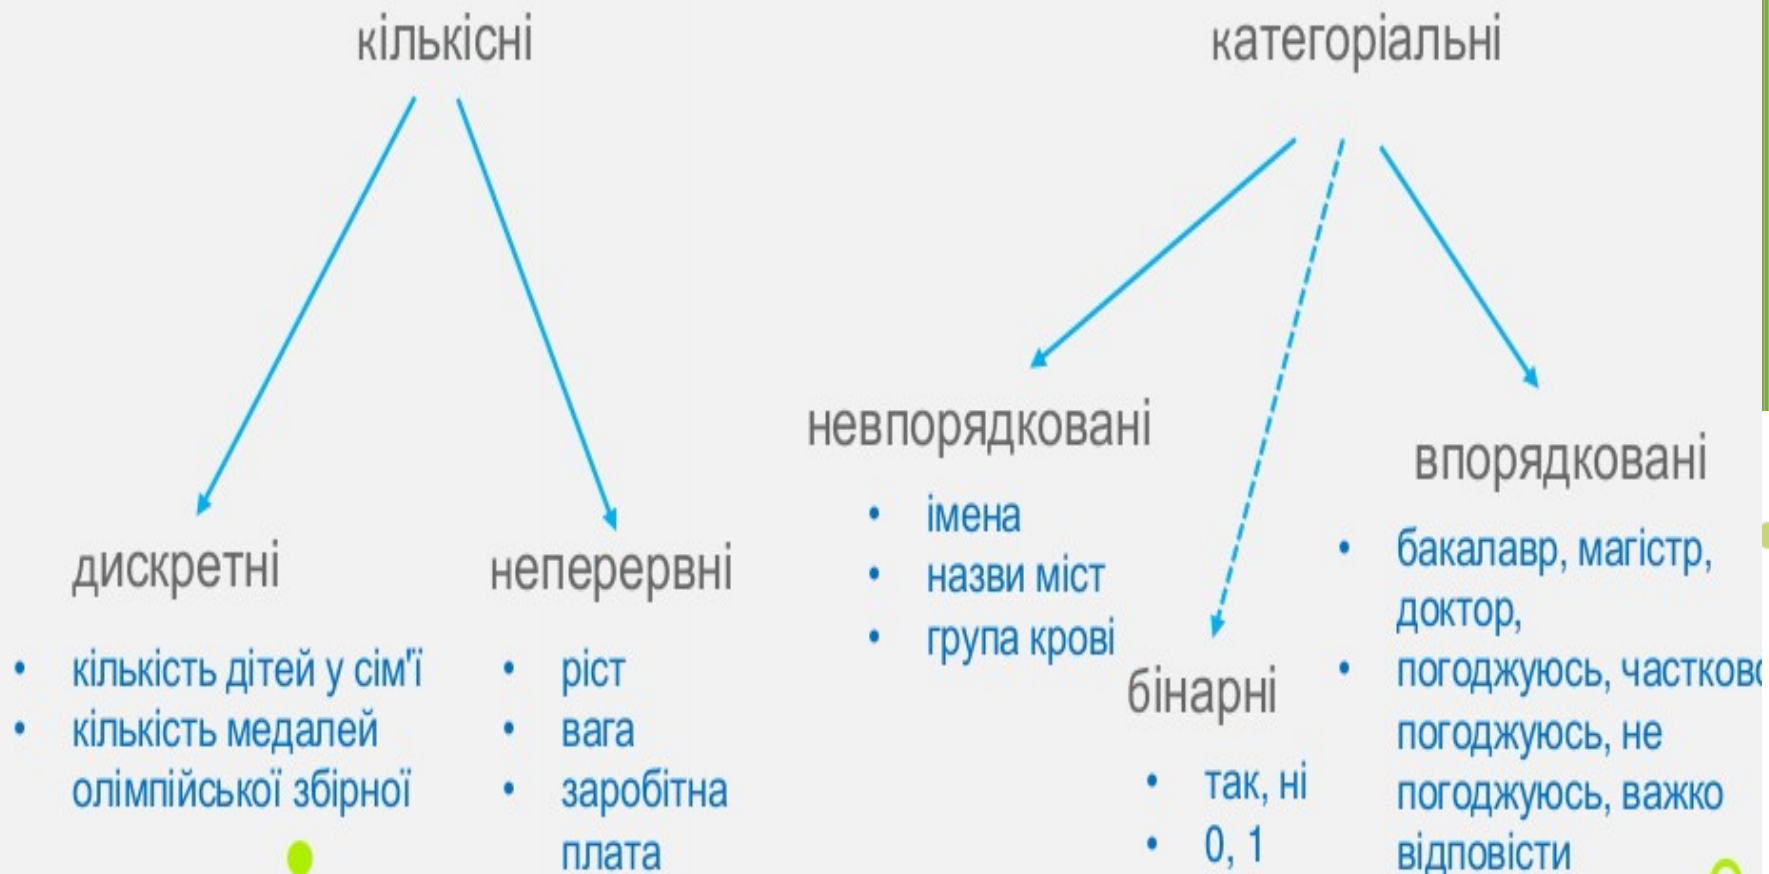 кількісні
категоріальні
дискретні
• кількість дітей у сім'ї
• кількість медалей
олімпійської збірної
неперервні
• ріст
• вага
• заробітна
плата
невпорядковані
• імена
• назви міст
• група крові
бінарні
• так, ні
• 0, 1
впорядковані
• бакалавр, магістр,
доктор,
• погоджуюсь, частково
погоджуюсь, не
погоджуюсь, важко
відповісти